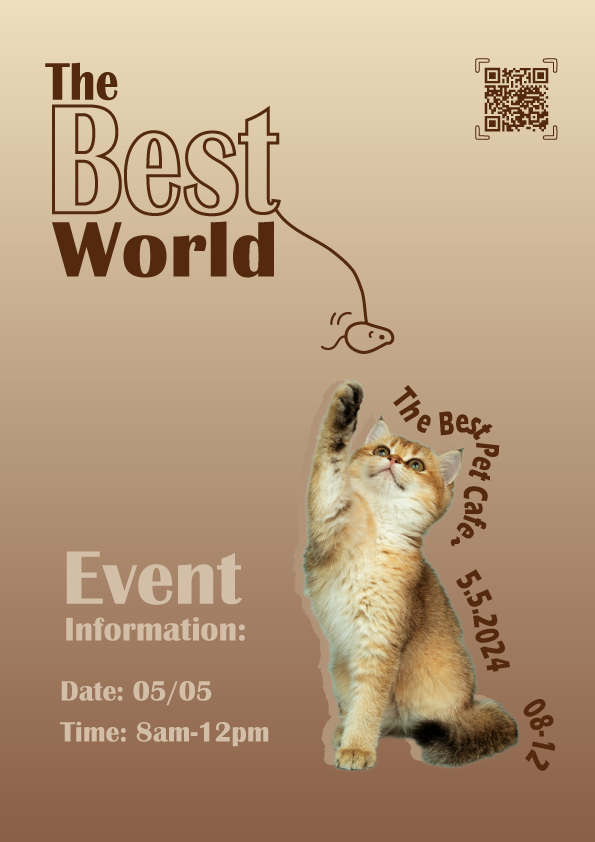 The
Best
World
The Best Pet Cafe, 5.5.2024 08-12
Event
Information:
Date: 05/05
Time: 8am-12pm